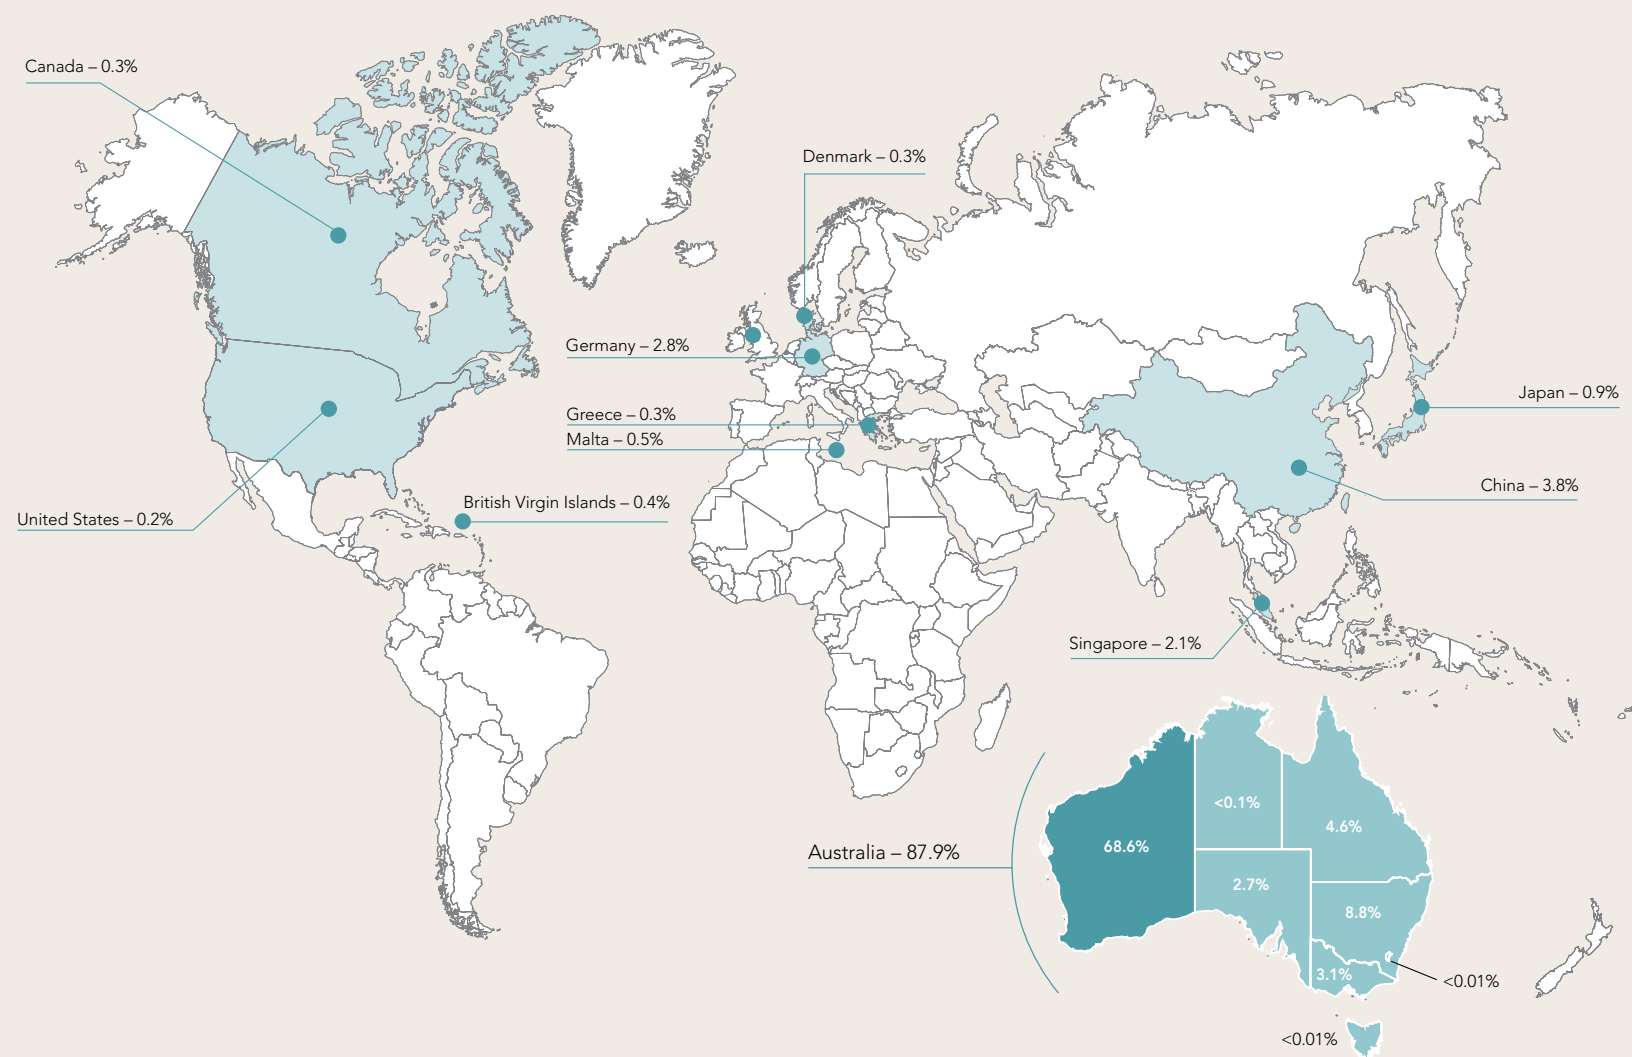 Canada – 0.3%
Denmark – 0.3%
Germany – 2.8%
Japan – 0.9%
Greece – 0.3%
Malta – 0.5%
China – 3.8%
British Virgin Islands – 0.4%
United States – 0.2%
Singapore – 2.1%
<0.1%
4.6%
68.6%
Australia – 87.9%
2.7%
8.8%
3.1%
<0.01%
<0.01%